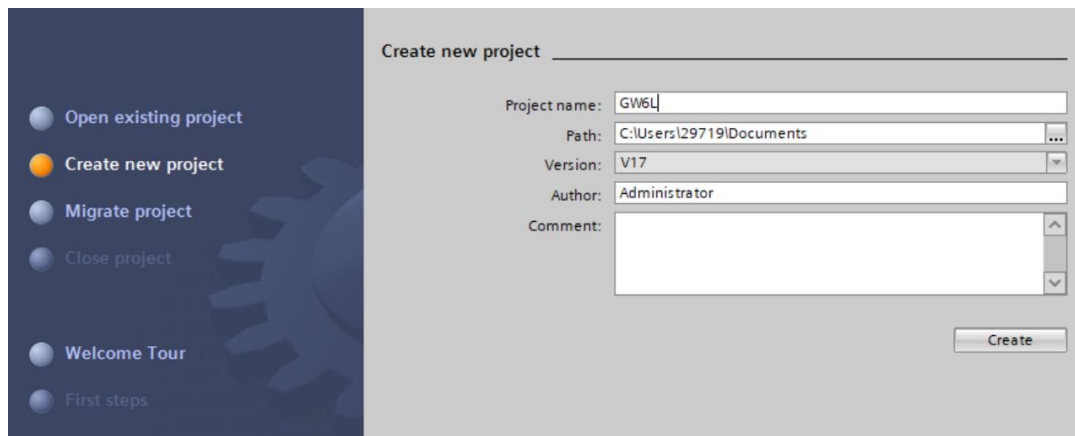 Open existing project
Create new project
Migrate project
Close project
Welcome Tour
First steps
Create new project
Project name: GW6L
Path: C:\Users\29719\Documents ...
Version: V17
Author: Administrator
Comment:
Create